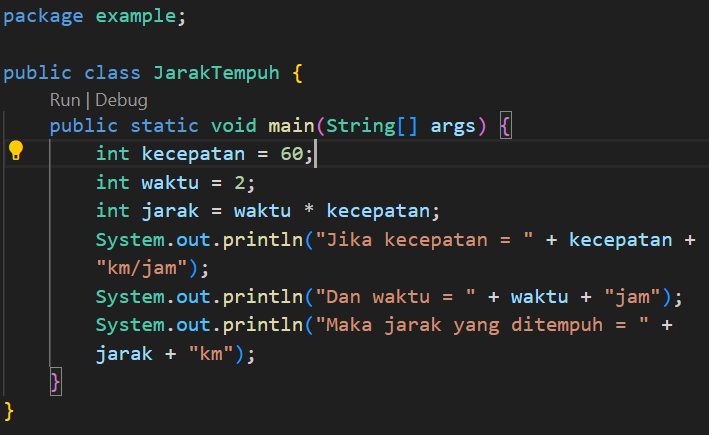 package example;
public class JarakTempuh {
Run | Debug
public static void main(String[] args) {
int kecepatan = 60;
int waktu = 2;
int jarak = waktu * kecepatan;
System.out.println("Jika kecepatan = " + kecepatan +
"km/jam");
System.out.println("Dan waktu = " + waktu + "jam");
System.out.println("Maka jarak yang ditempuh = " +
jarak + "km");
}
}